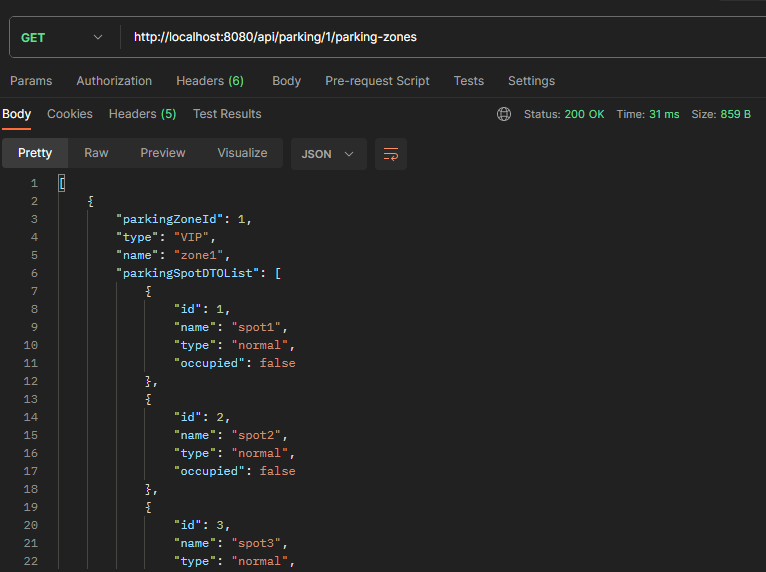 GET http://localhost:8080/api/parking/1/parking-zones
Params Authorization Headers (6) Body Pre-request Script Tests Settings
Body Cookies Headers (5) Test Results Status: 200 OK Time: 31 ms Size: 859 B
Pretty Raw Preview Visualize JSON
1 [
2 {
3 "parkingZoneId": 1,
4 "type": "VIP",
5 "name": "zone1",
6 "parkingSpotDTOList": [
7 {
8 "id": 1,
9 "name": "spot1",
10 "type": "normal",
11 "occupied": false
12 },
13 {
14 "id": 2,
15 "name": "spot2",
16 "type": "normal",
17 "occupied": false
18 },
19 {
20 "id": 3,
21 "name": "spot3",
22 "type": "normal",